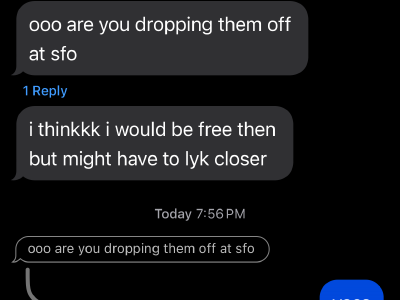 ooo are you dropping them off
at sfo
1 Reply
i thinkkk i would be free then
but might have to lyk closer
Today 7:56 PM
ooo are you dropping them off at sfo